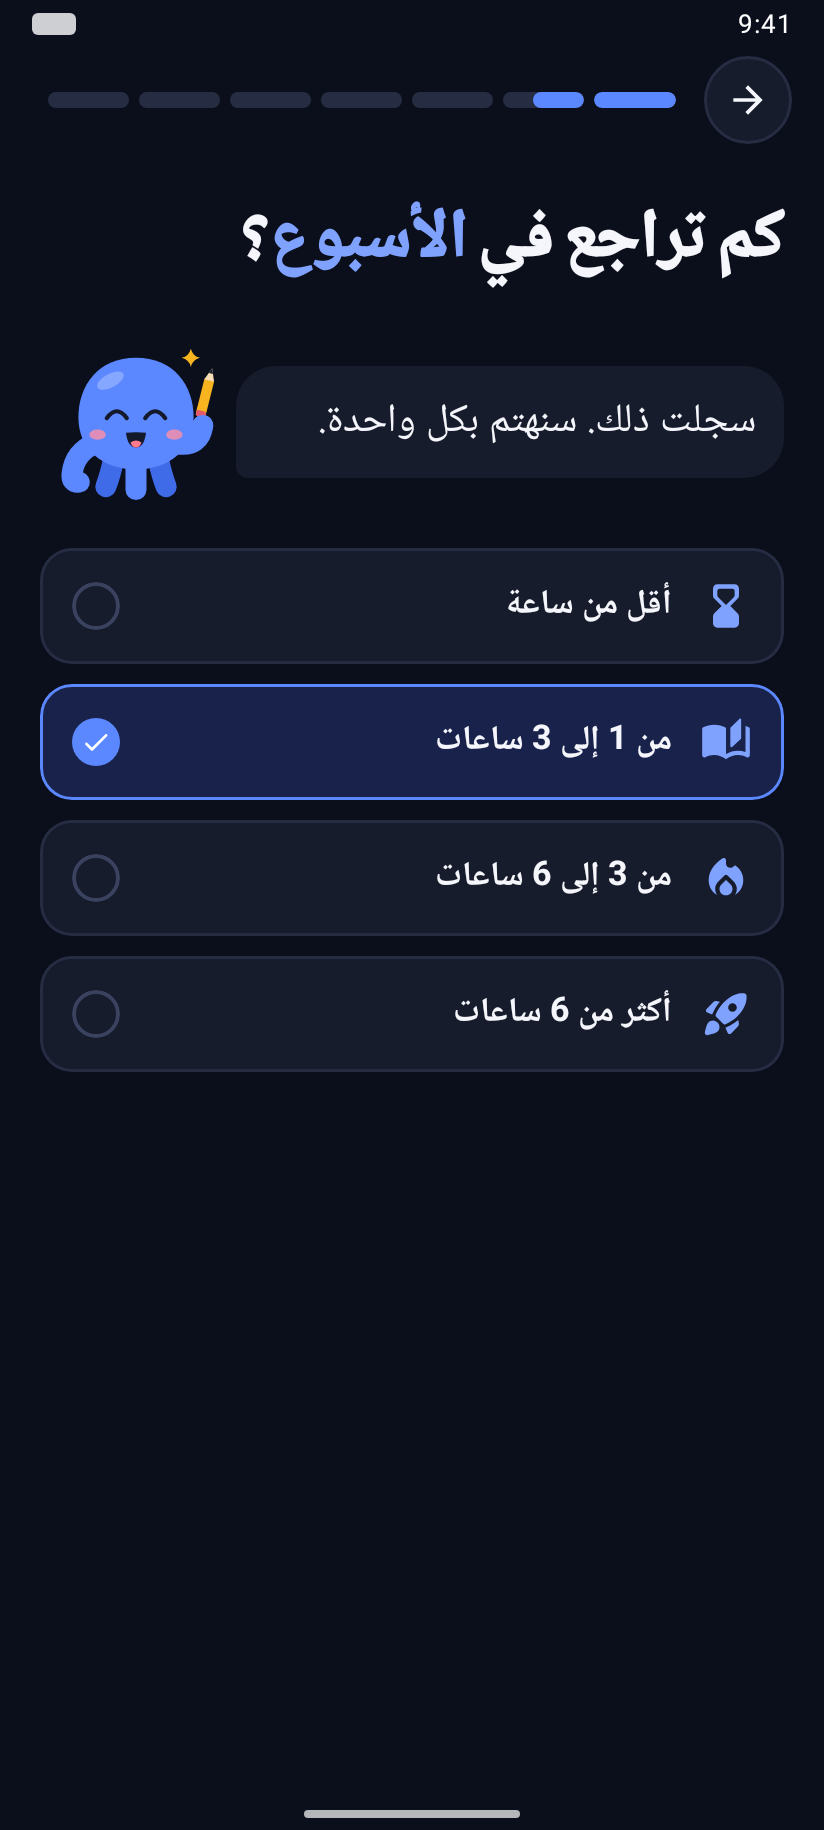 9:41
كم تراجع في الأسبوع؟
سجلت ذلك. سنهتم بكل واحدة.
أقل من ساعة
من 1 إلى 3 ساعات
من 3 إلى 6 ساعات
أكثر من 6 ساعات